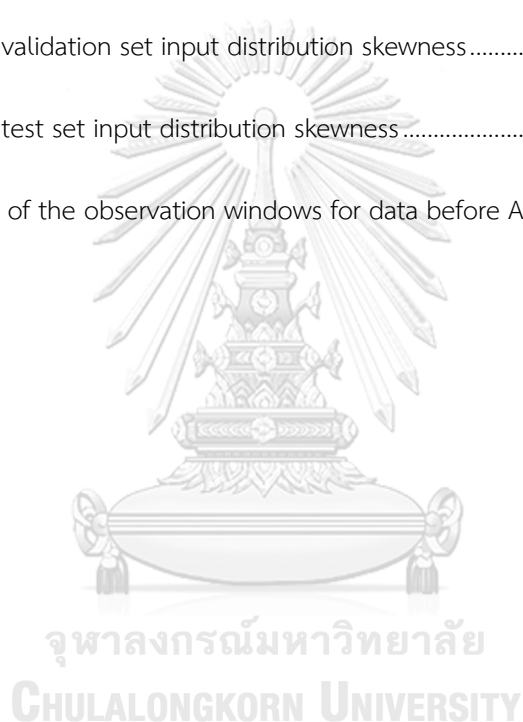 validation set input distribution skewness.........
test set input distribution skewness....................
of the observation windows for data before A
จุฬาลงกรณ์มหาวิทยาลัย
CHULALONGKORN UNIVERSITY